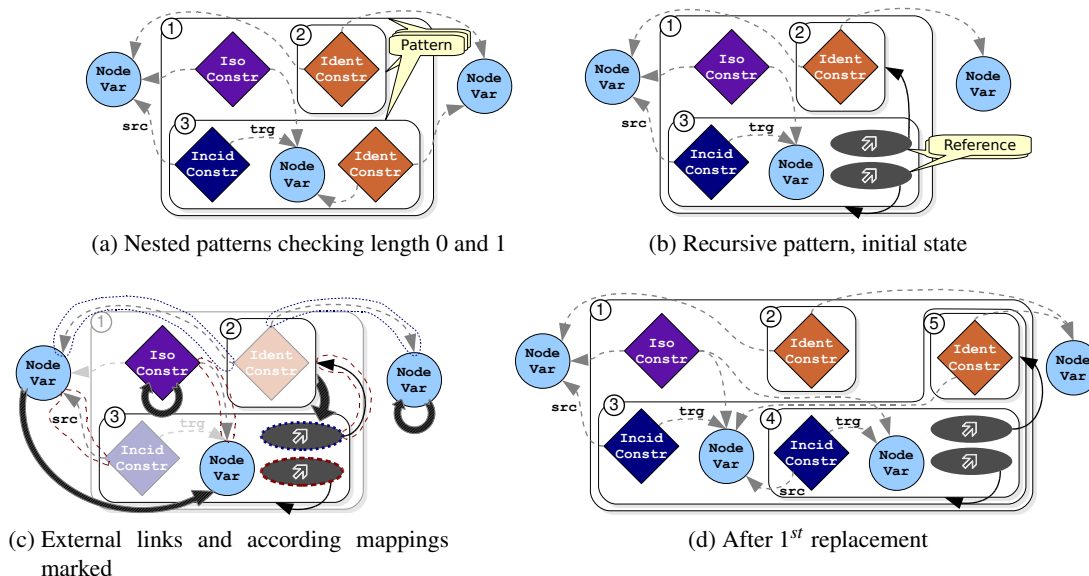 1
2
Iso
Constr
Ident
Constr
Pattern
Node
Var
Node
Var
src
3
trg
Incid
Constr
Node
Var
Ident
Constr
(a) Nested patterns checking length 0 and 1
1
2
Iso
Constr
Ident
Constr
Node
Var
Node
Var
src
3
trg
Incid
Constr
Node
Var
Reference
(b) Recursive pattern, initial state
1
2
Iso
Constr
Ident
Constr
Node
Var
Node
Var
src
3
trg
Incid
Constr
Node
Var
(c) External links and according mappings
marked
1
2
5
Iso
Constr
Ident
Constr
Ident
Constr
Node
Var
Node
Var
src
3
trg
4
trg
Incid
Constr
Node
Var
Incid
Constr
Node
Var
src
(d) After 1st replacement